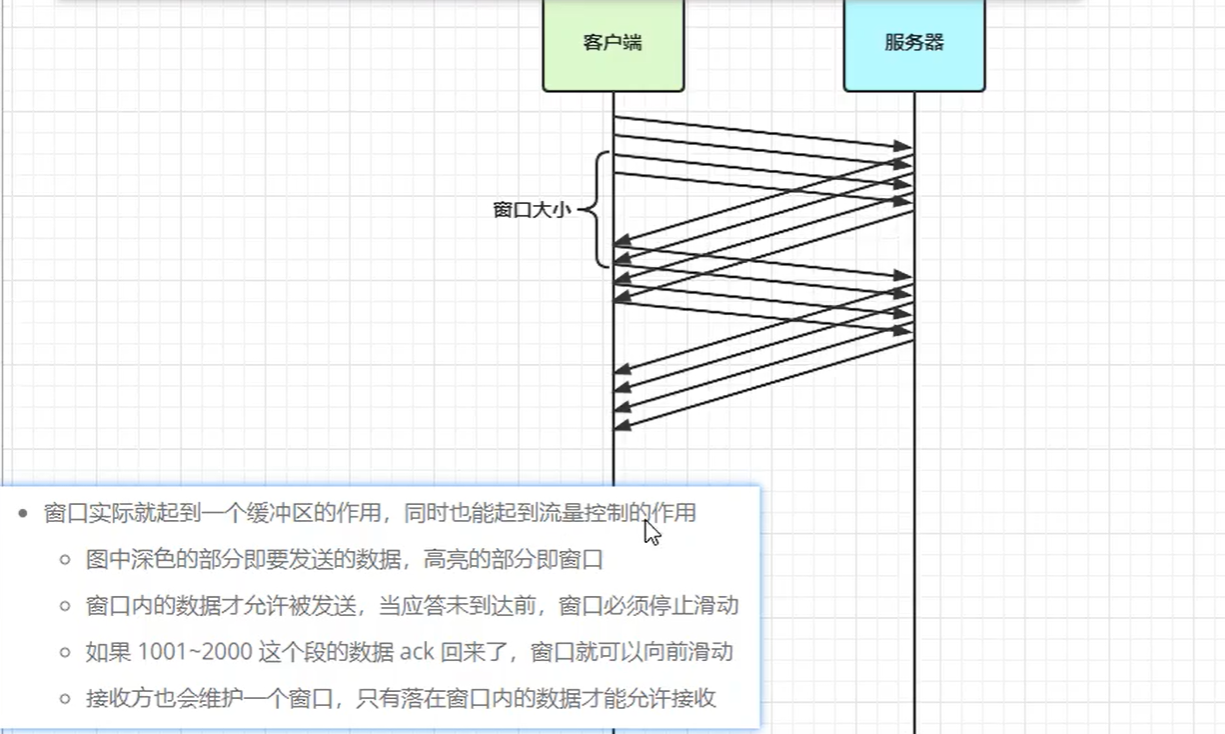 客户端
服务器
窗口大小
窗口实际就起到一个缓冲区的作用，同时也能起到流量控制的作用
图中深色的部分即要发送的数据，高亮的部分即窗口
窗口内的数据才允许被发送，当应答未到达前，窗口必须停止滑动
如果 1001~2000 这个段的数据 ack 回来了，窗口就可以向前滑动
接收方也会维护一个窗口，只有落在窗口内的数据才能允许接收